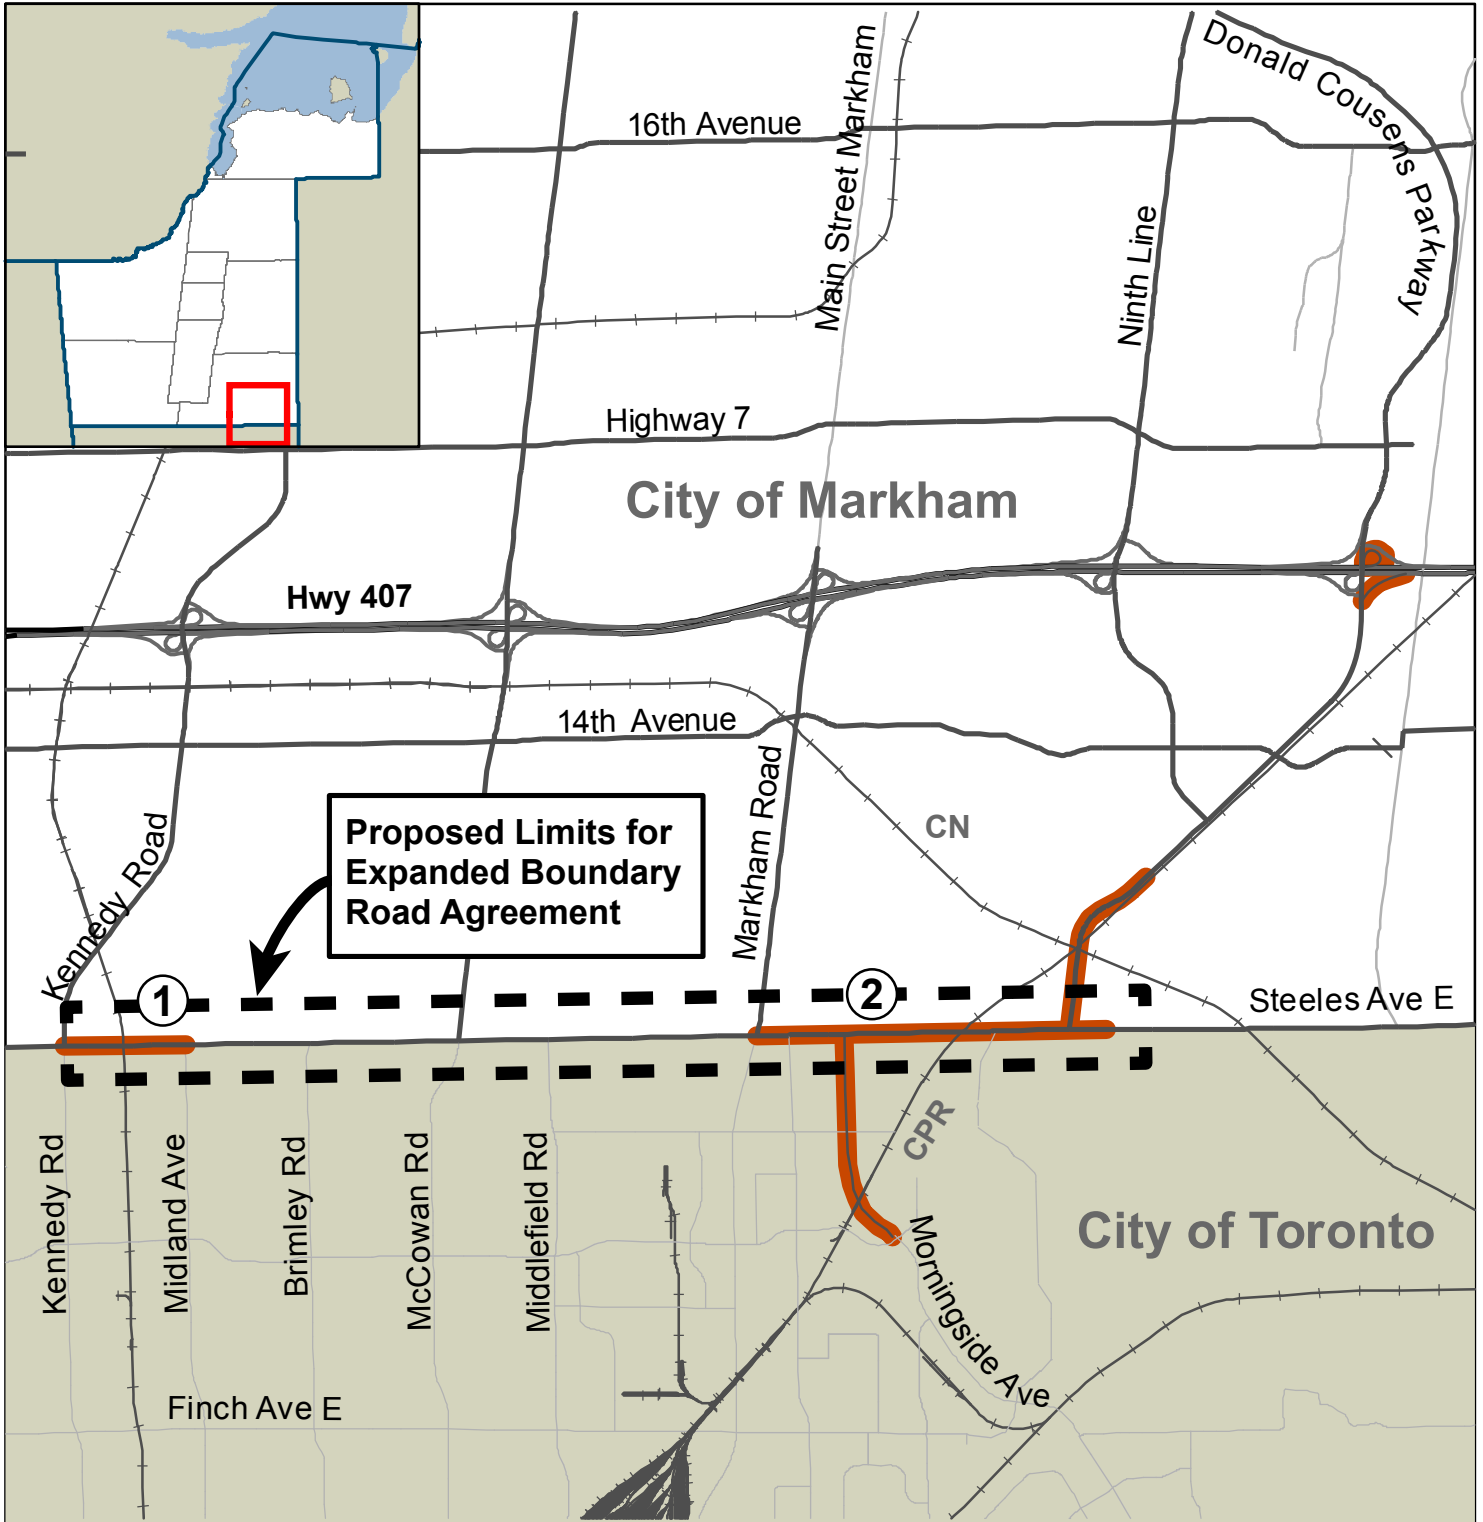 Donald Cousens Parkway
16th Avenue
Main Street Markham
Ninth Line
Highway 7
City of Markham
Hwy 407
14th Avenue
Markham Road
CN
Proposed Limits for
Expanded Boundary
Road Agreement
Kennedy Road
1
2
Steeles Ave E
CPR
Kennedy Rd
Midland Ave
Brimley Rd
McCowan Rd
Middlefield Rd
City of Toronto
Morningside Ave
Finch Ave E